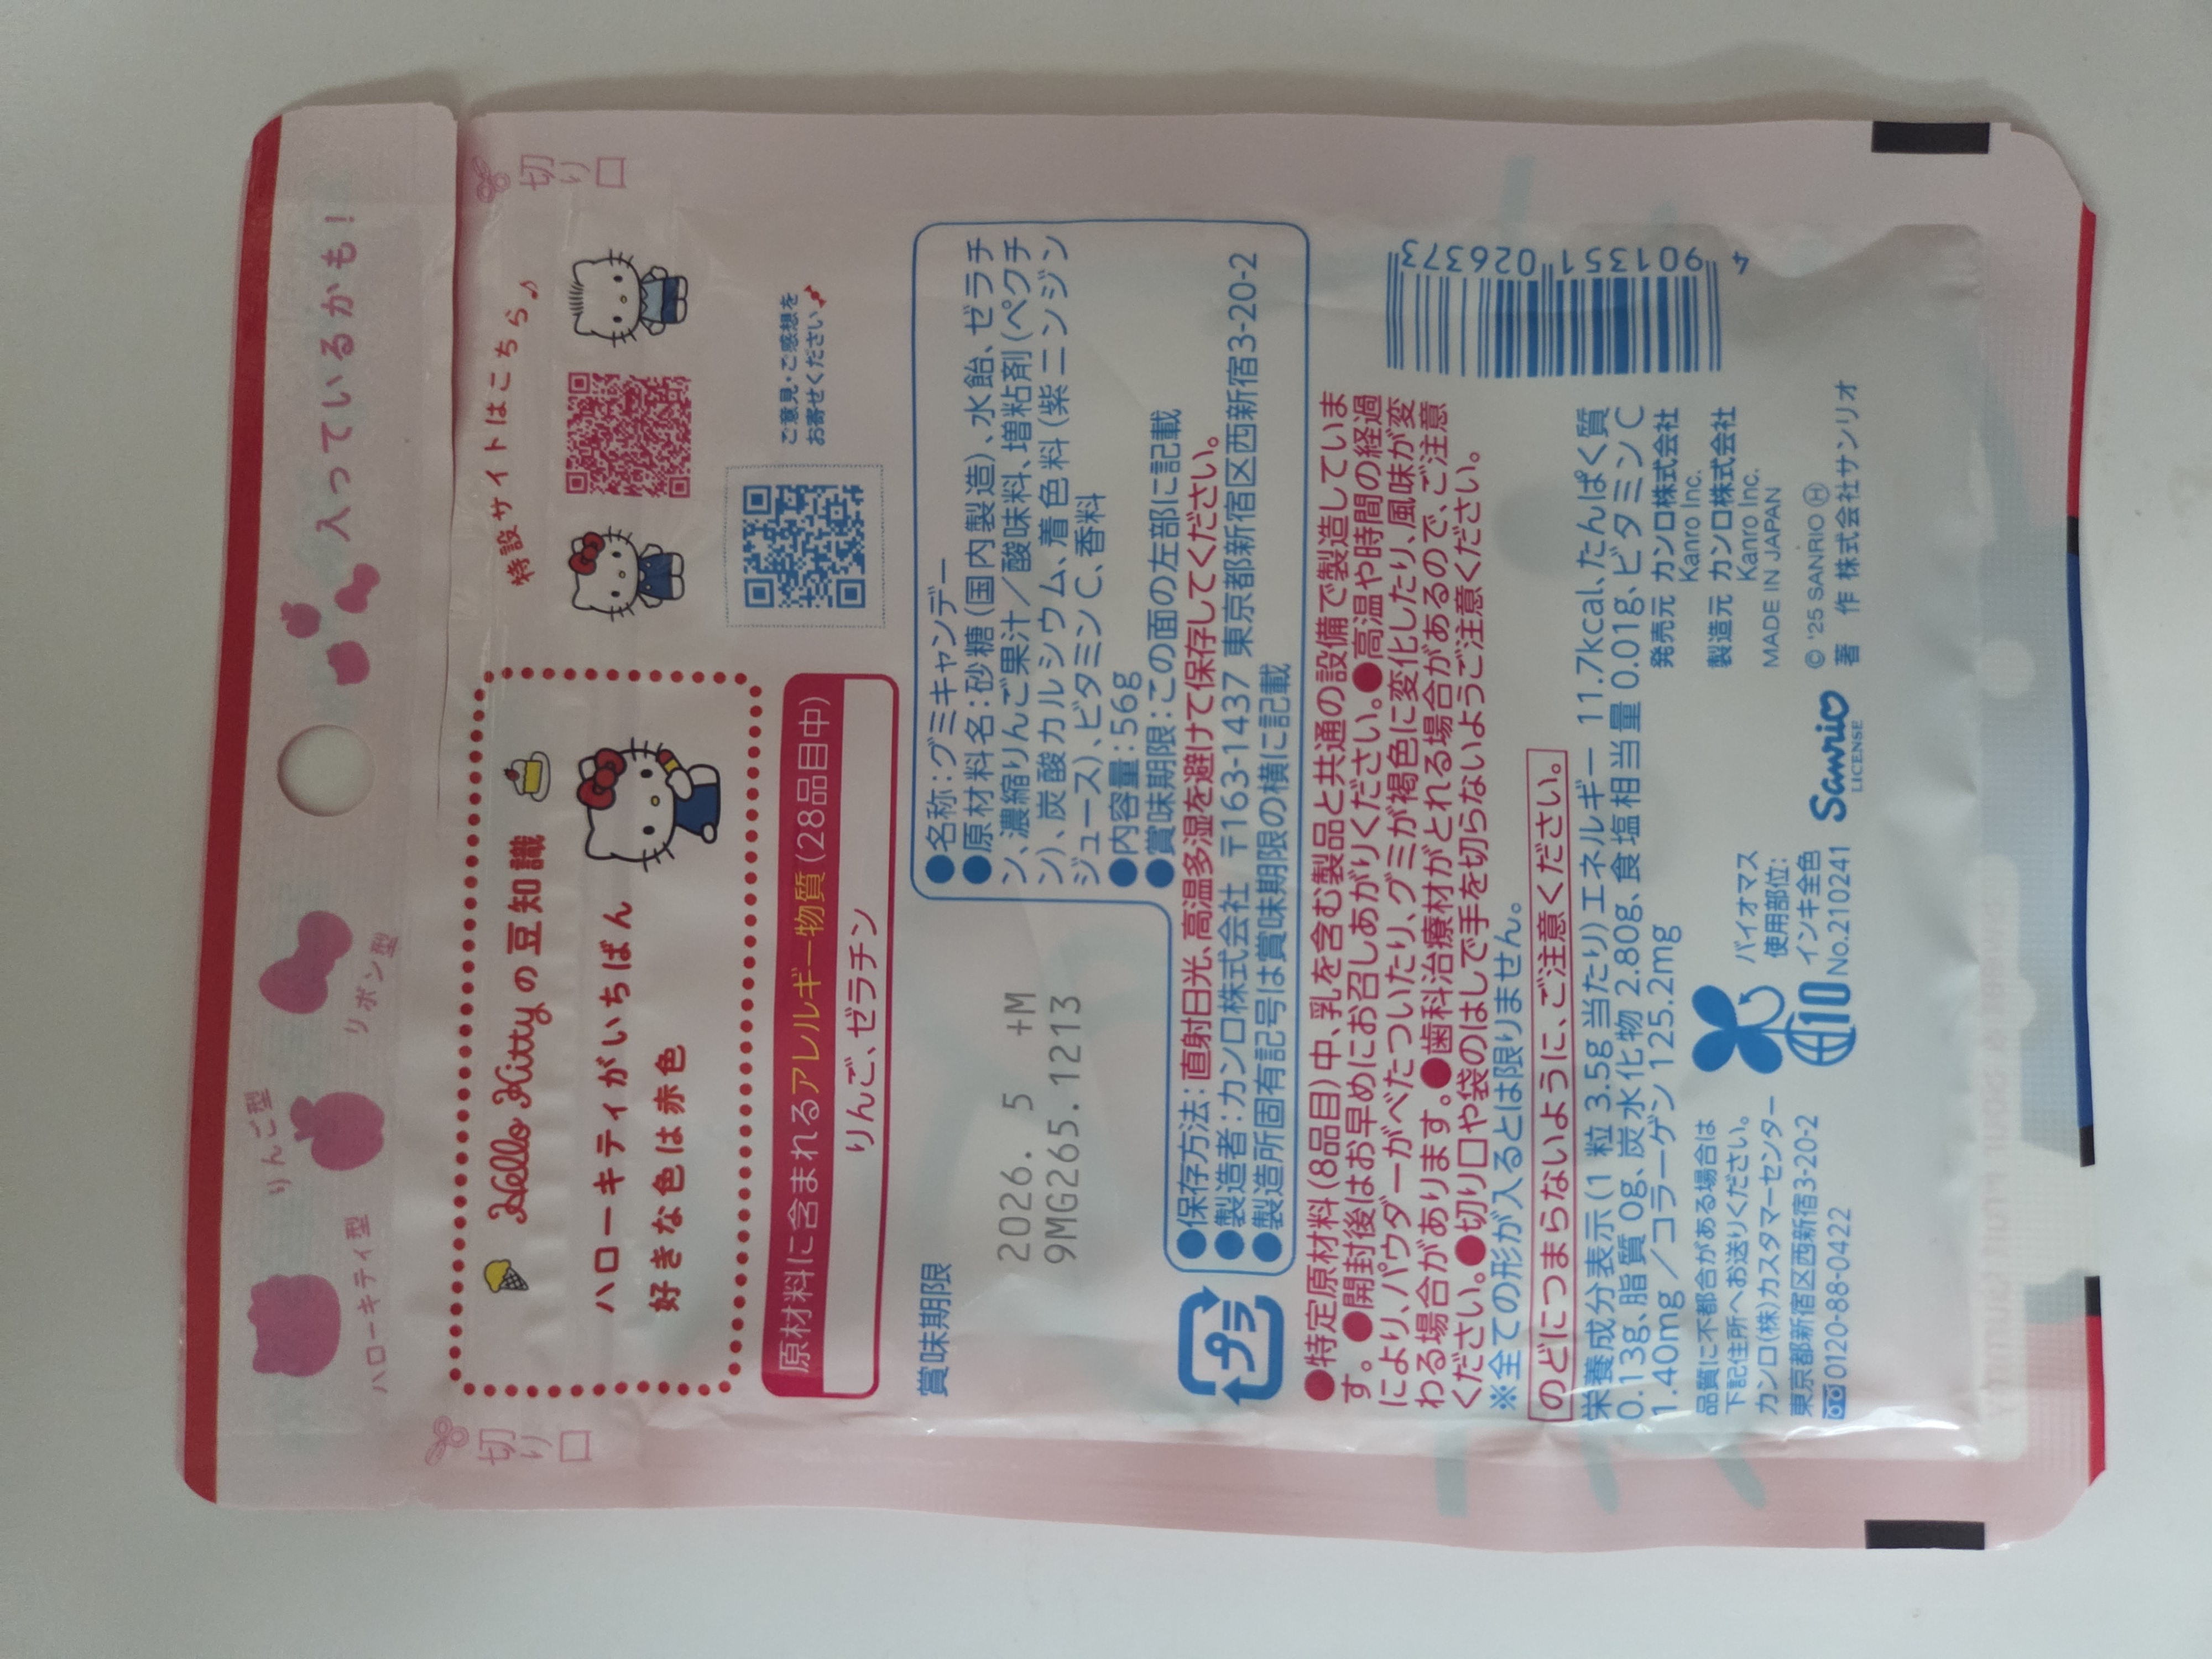 ハローキティ型
りんご型
リボン型
入っているかも!
切り口
切り口
Hello Kittyの豆知識
ハローキティがいちばん
好きな色は赤色
特設サイトはこちら♪
ご意見・ご感想を
お寄せください♪
原材料に含まれるアレルギー物質(28品目中)
りんご、ゼラチン
賞味期限
2026. 5 +M
9MG265.1213
●名称:グミキャンデー
●原材料名:砂糖(国内製造)、水飴、ゼラチ
ン、濃縮りんご果汁/酸味料、増粘剤(ペクチ
ン)、炭酸カルシウム、着色料(紫ニンジン
ジュース)、ビタミンC、香料
●内容量:56g
●賞味期限:この面の左部に記載
●保存方法:直射日光、高温多湿を避けて保存してください。
●製造者:カンロ株式会社 〒163-1437 東京都新宿区西新宿3-20-2
●製造所固有記号は賞味期限の横に記載
プラ
●特定原材料(8品目)中、乳を含む製品と共通の設備で製造していま
す。●開封後はお早めにお召しあがりください。●高温や時間の経過
により、パウダーがべたついたり、グミが褐色に変化したり、風味が変
わる場合があります。●歯科治療材がとれる場合があるので、ご注意
ください。●切り口や袋のはしで手を切らないようご注意ください。
※全ての形が入るとは限りません。
のどにつまらないように、ご注意ください。
栄養成分表示(1粒 3.5g当たり)エネルギー 11.7kcal、たんぱく質
0.13g、脂質 0g、炭水化物 2.80g、食塩相当量 0.01g、ビタミンC
1.40mg/コラーゲン 125.2mg
品質に不都合がある場合は
下記住所へお送りください。
カンロ(株)カスタマーセンター
東京都新宿区西新宿3-20-2
0120-88-0422
バイオマス
使用部位:
インキ全色
10 No.210241
発売元 カンロ株式会社
Kanro Inc.
製造元 カンロ株式会社
Kanro Inc.
MADE IN JAPAN
Sanrio
LICENSE
© '25 SANRIO Ⓗ
著 作 株式会社サンリオ
4 901351 026373